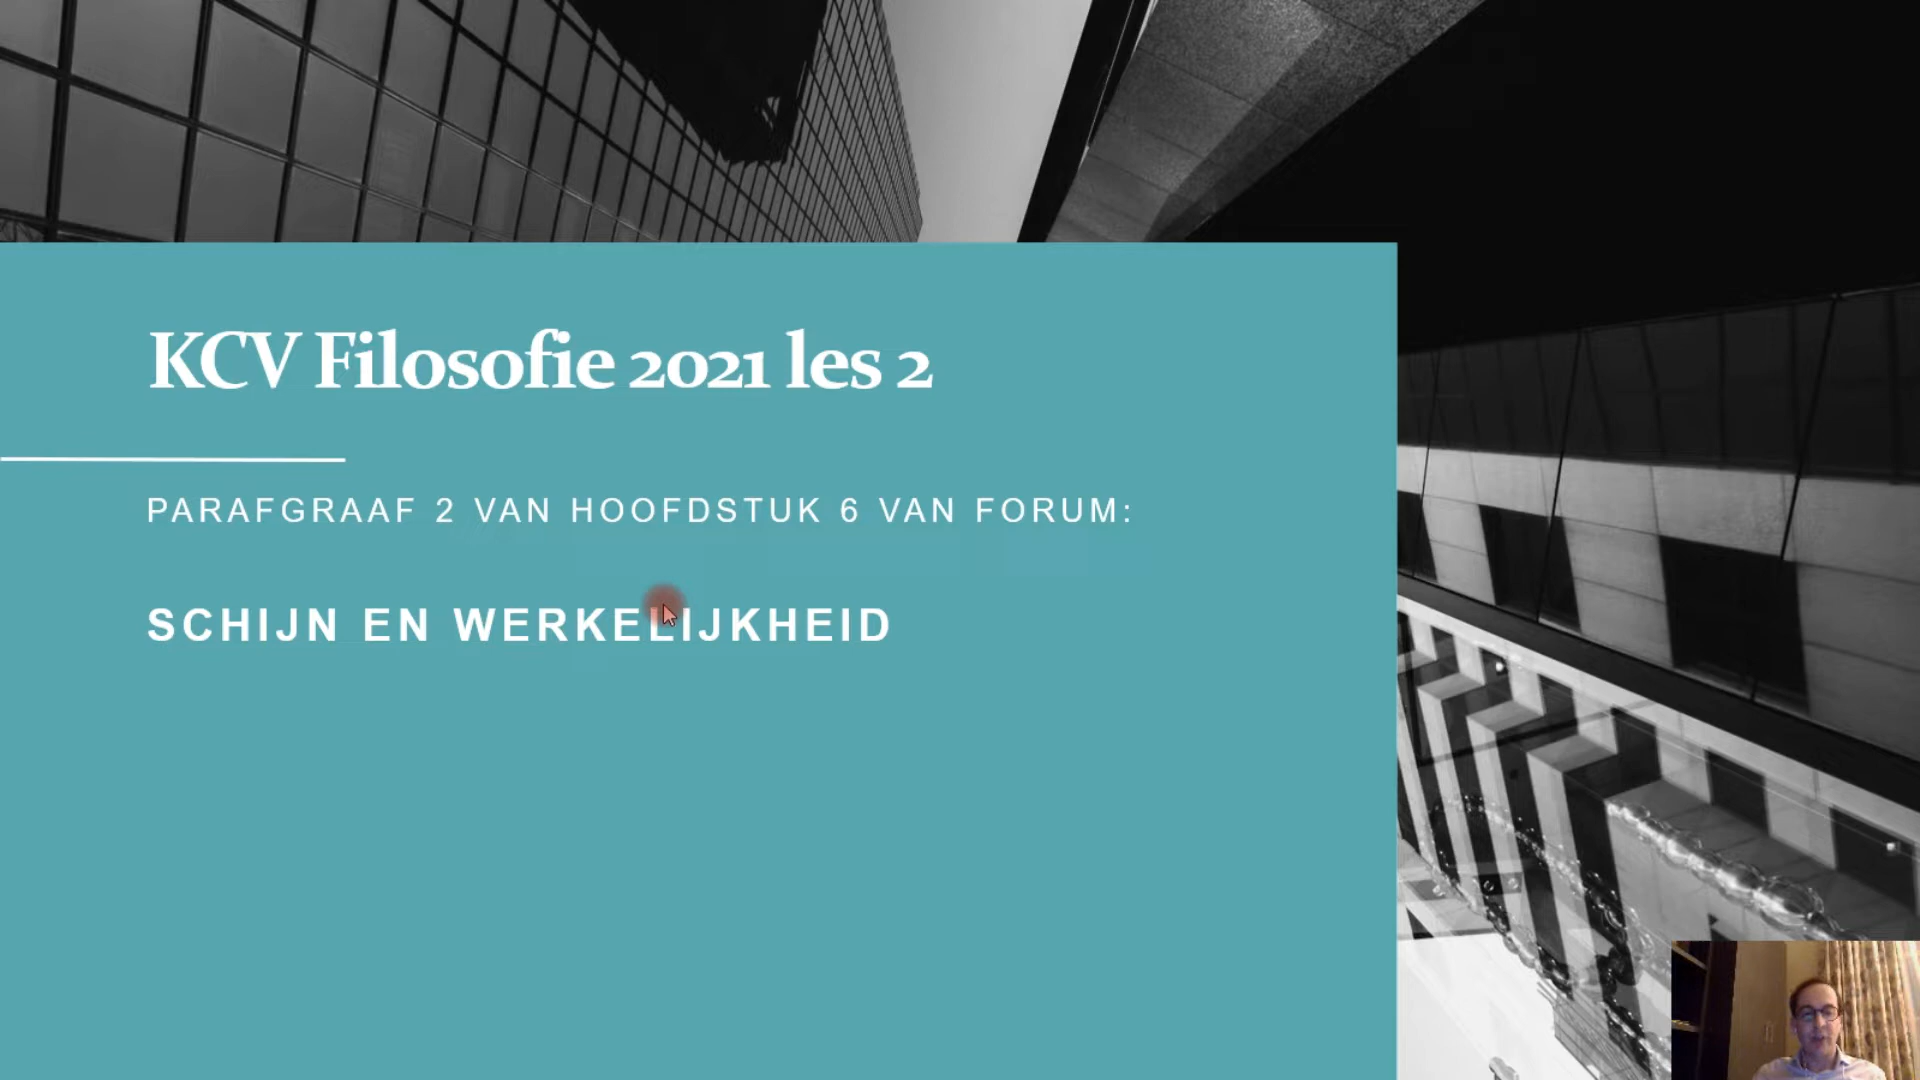 KCV Filosofie 2021 les 2
PARAFGRAAF 2 VAN HOOFDSTUK 6 VAN FORUM:
SCHIJN EN WERKELIJKHEID